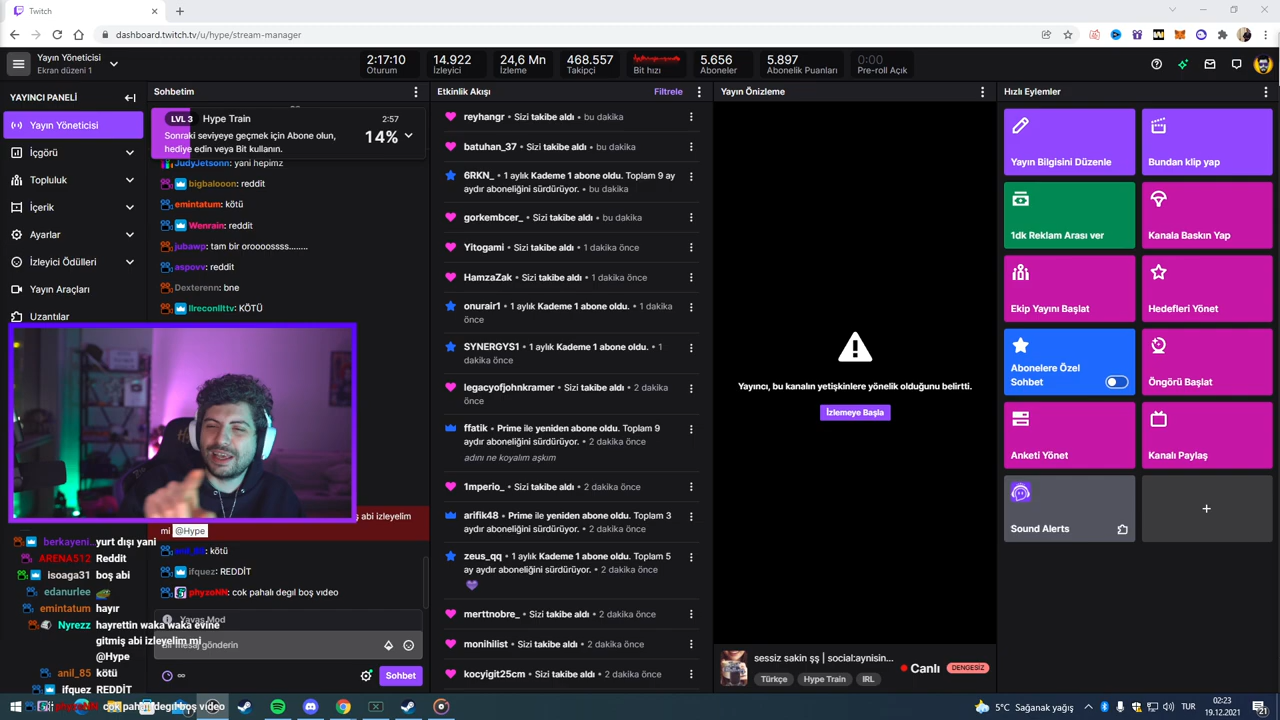 Twitch
dashboard.twitch.tv/u/hype/stream-manager
Yayın Yöneticisi
Ekran düzeni 1
2:17:10
Oturum
14.922
İzleyici
24,6 Mn
İzleme
468.557
Takipçi
Bit hızı
5.656
Aboneler
5.897
Abonelik Puanları
0:00
Pre-roll Açık
YAYINCI PANELİ
Yayın Yöneticisi
İçgörü
Topluluk
İçerik
Ayarlar
İzleyici Ödülleri
Yayın Araçları
Uzantılar
Sohbetim
LVL 3 Hype Train 2:57
Sonraki seviyeye geçmek için Abone olun,
hediye edin veya Bit kullanın.
14%
JudyJetsonn: yani hepimz
bigbalooon: reddit
emintatum: kötü
Wenrain: reddit
jubawp: tam bir oroooossss........
aspovv: reddit
Dexterenn: bne
Ilreconllttv: KÖTÜ
ş abi izleyelim
mi @Hype
anil_85: kötü
ifquez: REDDİT
phyzoNN: cok pahalı degıl boş vıdeo
Yavaş Mod
Bir mesaj gönderin
∞
Sohbet
berkayeni... yurt dışı yani
ARENA512 Reddit
isoaga31 boş abi
edanurlee
emintatum hayır
Nyrezz hayrettin waka waka evine
gitmiş abi izleyelim mi
@Hype
anil_85 kötü
ifquez REDDİT
phyzoNN cok pahalı degıl boş vıdeo
Etkinlik Akışı
Filtrele
reyhangr • Sizi takibe aldı • bu dakika
batuhan_37 • Sizi takibe aldı • bu dakika
6RKN_ • 1 aylık Kademe 1 abone oldu. Toplam 9 ay
aydır aboneliğini sürdürüyor. • bu dakika
gorkembcer_ • Sizi takibe aldı • bu dakika
Yitogami • Sizi takibe aldı • 1 dakika önce
HamzaZak • Sizi takibe aldı • 1 dakika önce
onurair1 • 1 aylık Kademe 1 abone oldu. • 1 dakika
önce
SYNERGYS1 • 1 aylık Kademe 1 abone oldu. • 1
dakika önce
legacyofjohnkramer • Sizi takibe aldı • 2 dakika
önce
ffatik • Prime ile yeniden abone oldu. Toplam 9
aydır aboneliğini sürdürüyor. • 2 dakika önce
adını ne koyalım aşkım
1mperio_ • Sizi takibe aldı • 2 dakika önce
arifik48 • Prime ile yeniden abone oldu. Toplam 3
aydır aboneliğini sürdürüyor. • 2 dakika önce
zeus_qs • 1 aylık Kademe 1 abone oldu. Toplam 5
ay aydır aboneliğini sürdürüyor. • 2 dakika önce
merttnobre_ • Sizi takibe aldı • 2 dakika önce
monihilist • Sizi takibe aldı • 2 dakika önce
kocyigit25cm • Sizi takibe aldı • 2 dakika önce
Yayın Önizleme
Yayıncı, bu kanalın yetişkinlere yönelik olduğunu belirtti.
İzlemeye Başla
sessiz sakin şş | social:aynisin...
Türkçe Hype Train IRL
Canlı
DENGESİZ
Hızlı Eylemler
Yayın Bilgisini Düzenle
Bundan klip yap
1dk Reklam Arası ver
Kanala Baskın Yap
Ekip Yayını Başlat
Hedefleri Yönet
Abonelere Özel
Sohbet
Öngörü Başlat
Anketi Yönet
Kanalı Paylaş
Sound Alerts
5°C Sağanak yağış
TUR
02:23
19.12.2021
21